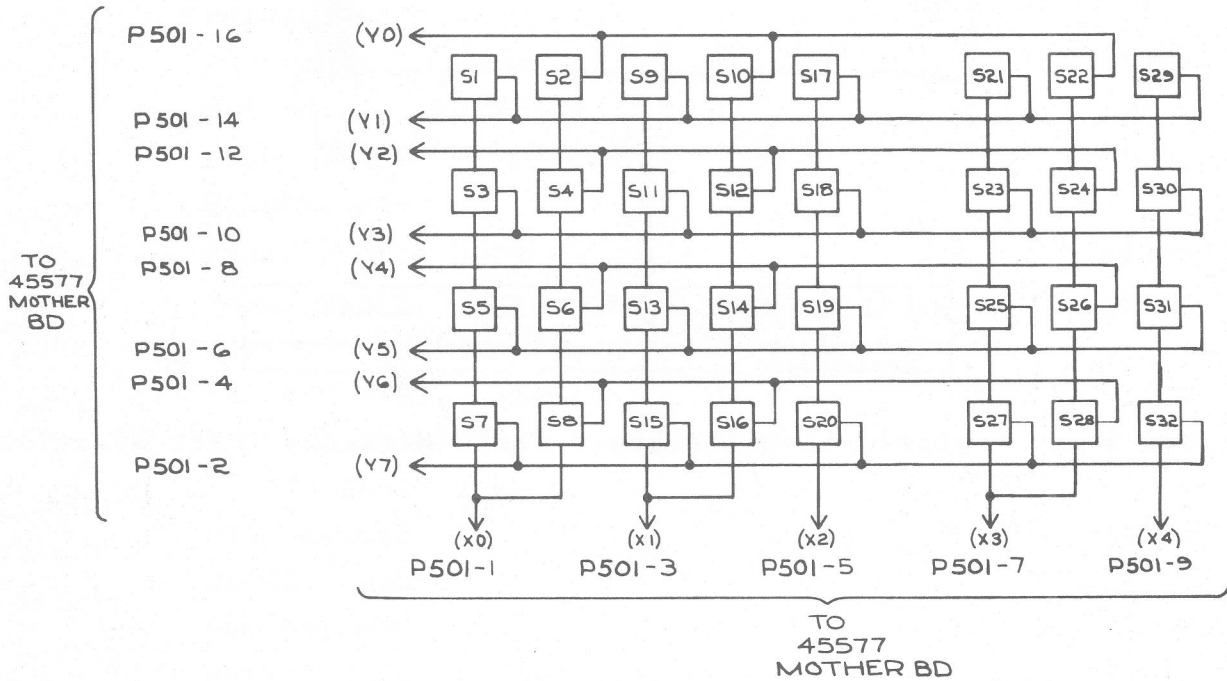 P501-16 (Y0)
S1 S2 S9 S10 S17 S21 S22 S29
P501-14 (Y1)
P501-12 (Y2)
S3 S4 S11 S12 S18 S23 S24 S30
P501-10 (Y3)
P501-8 (Y4)
TO
45577
MOTHER
BD
S5 S6 S13 S14 S19 S25 S26 S31
P501-6 (Y5)
P501-4 (Y6)
S7 S8 S15 S16 S20 S27 S28 S32
P501-2 (Y7)
(X0) (X1) (X2) (X3) (X4)
P501-1 P501-3 P501-5 P501-7 P501-9
TO
45577
MOTHER BD